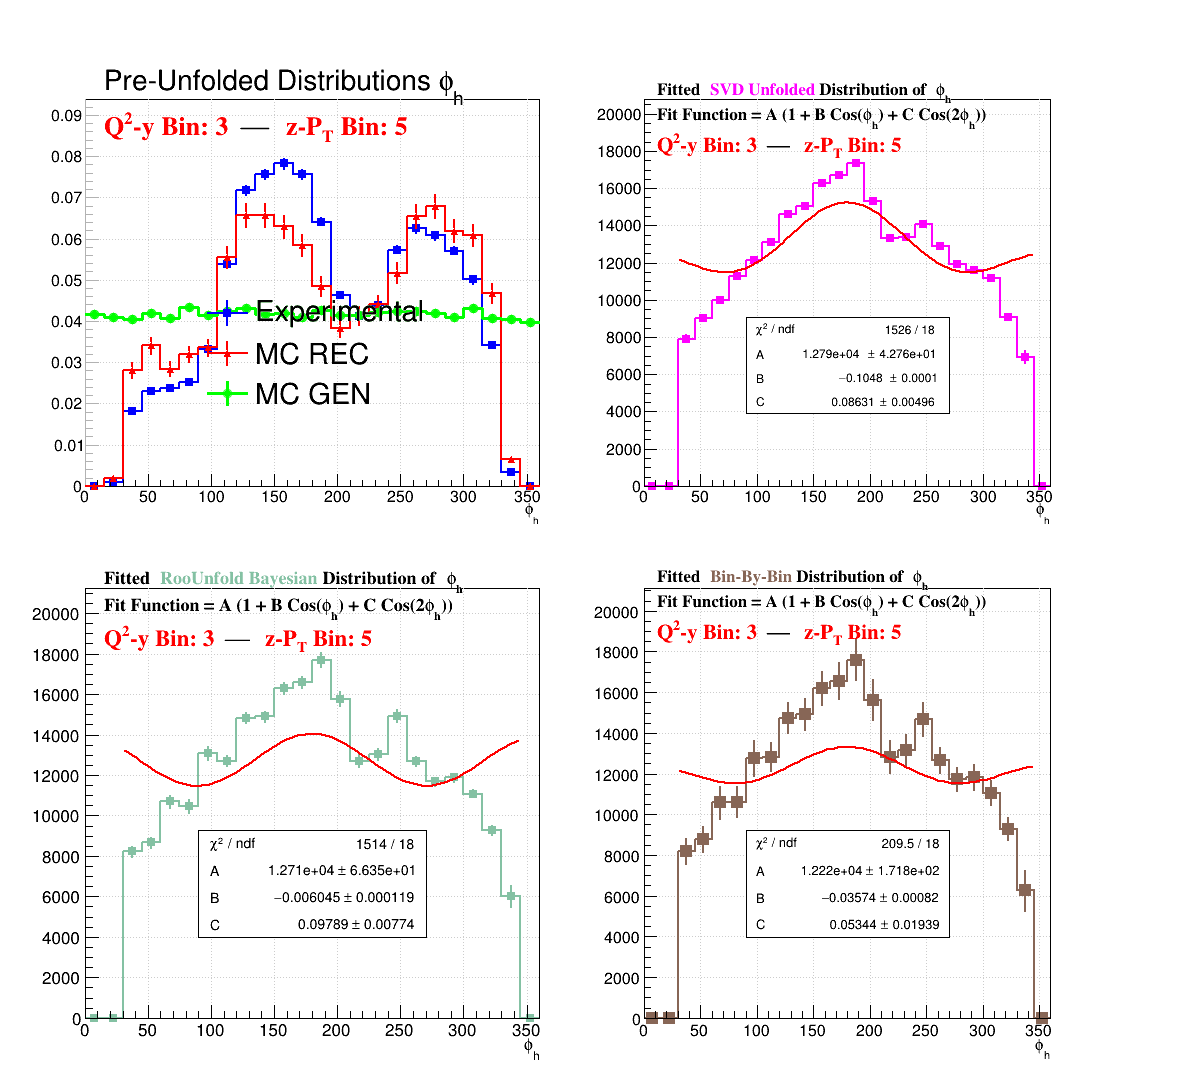 Pre-Unfolded Distributions ϕh
Q²-y Bin: 3 — z-PT Bin: 5
0.09
0.08
0.07
0.06
0.05
0.04
0.03
0.02
0.01
0
Experimental
MC REC
MC GEN
0 50 100 150 200 250 300 350
ϕh
Fitted SVD Unfolded Distribution of ϕh
Fit Function = A (1 + B Cos(ϕh) + C Cos(2ϕh))
Q²-y Bin: 3 — z-PT Bin: 5
20000
18000
16000
14000
12000
10000
8000
6000
4000
2000
0
χ² / ndf 1526 / 18
A 1.279e+04 ± 4.276e+01
B −0.1048 ± 0.0001
C 0.08631 ± 0.00496
0 50 100 150 200 250 300 350
ϕh
Fitted RooUnfold Bayesian Distribution of ϕh
Fit Function = A (1 + B Cos(ϕh) + C Cos(2ϕh))
Q²-y Bin: 3 — z-PT Bin: 5
20000
18000
16000
14000
12000
10000
8000
6000
4000
2000
0
χ² / ndf 1514 / 18
A 1.271e+04 ± 6.635e+01
B −0.006045 ± 0.000119
C 0.09789 ± 0.00774
0 50 100 150 200 250 300 350
ϕh
Fitted Bin-By-Bin Distribution of ϕh
Fit Function = A (1 + B Cos(ϕh) + C Cos(2ϕh))
Q²-y Bin: 3 — z-PT Bin: 5
20000
18000
16000
14000
12000
10000
8000
6000
4000
2000
0
χ² / ndf 209.5 / 18
A 1.222e+04 ± 1.718e+02
B −0.03574 ± 0.00082
C 0.05344 ± 0.01939
0 50 100 150 200 250 300 350
ϕh